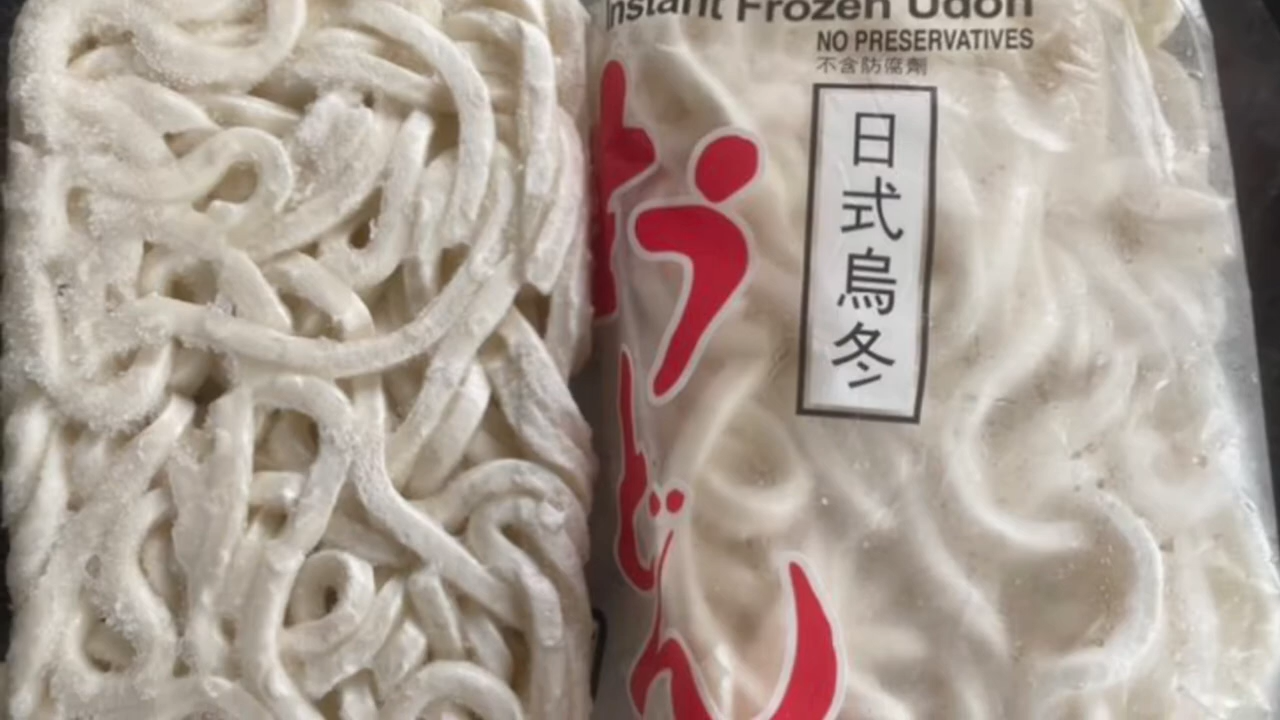 Instant Frozen Udon
NO PRESERVATIVES
不含防腐劑
日式烏冬
うどん